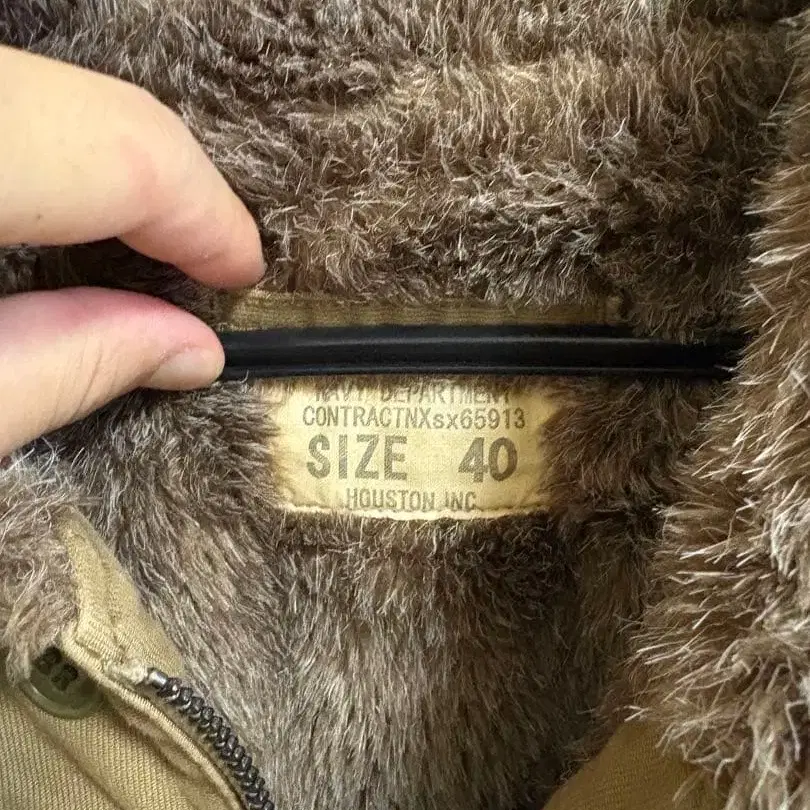 NAVY DEPARTMENT
CONTRACTNXsx65913
SIZE 40
HOUSTON INC